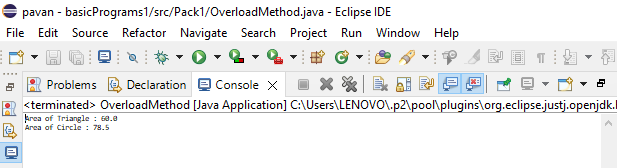 pavan - basicPrograms1/src/Pack1/OverloadMethod.java - Eclipse IDE
File Edit Source Refactor Navigate Search Project Run Window Help
Problems Declaration Console
<terminated> OverloadMethod [Java Application] C:\Users\LENOVO\.p2\pool\plugins\org.eclipse.justj.openjdk.
Area of Triangle : 60.0
Area of Circle : 78.5